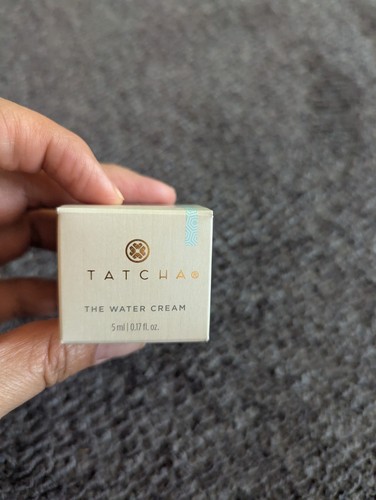 TATCHA®
THE WATER CREAM
5 ml | 0.17 fl. oz.